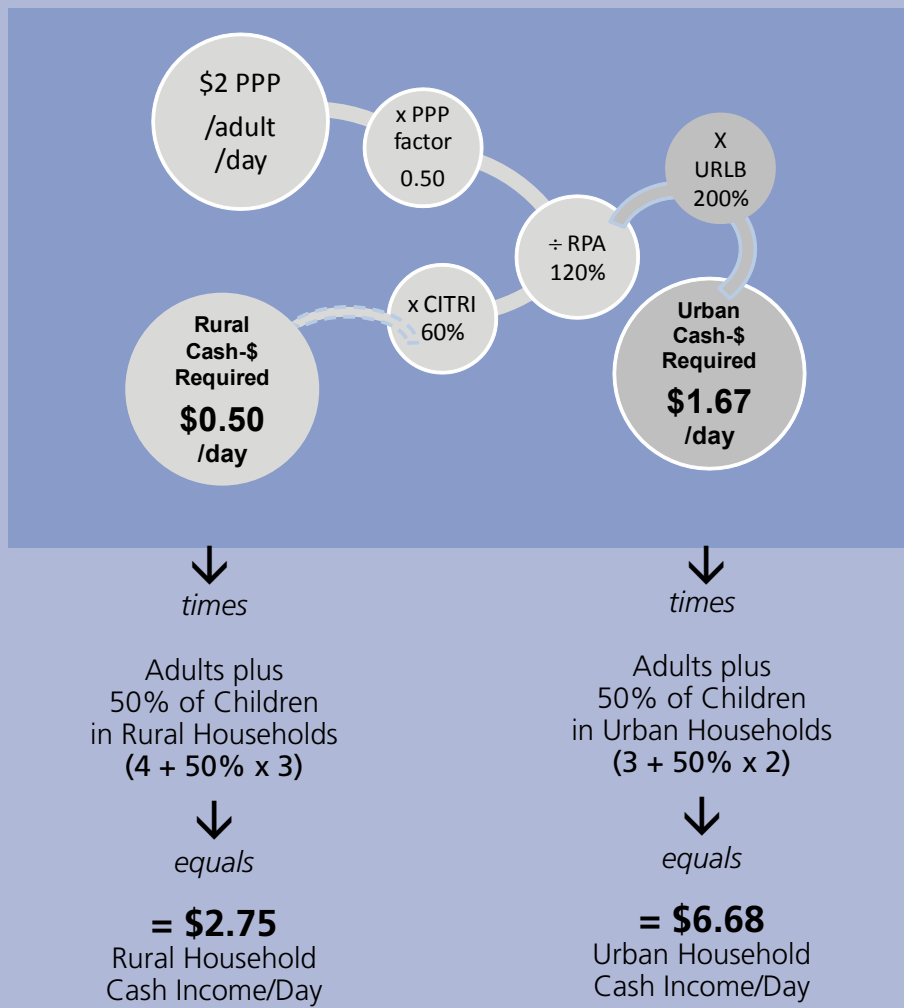 $2 PPP
/adult
/day
x PPP
factor
0.50
÷ RPA
120%
X
URLB
200%
x CITRI
60%
Rural
Cash-$
Required
$0.50
/day
Urban
Cash-$
Required
$1.67
/day
times
Adults plus
50% of Children
in Rural Households
(4 + 50% x 3)
equals
= $2.75
Rural Household
Cash Income/Day
times
Adults plus
50% of Children
in Urban Households
(3 + 50% x 2)
equals
= $6.68
Urban Household
Cash Income/Day